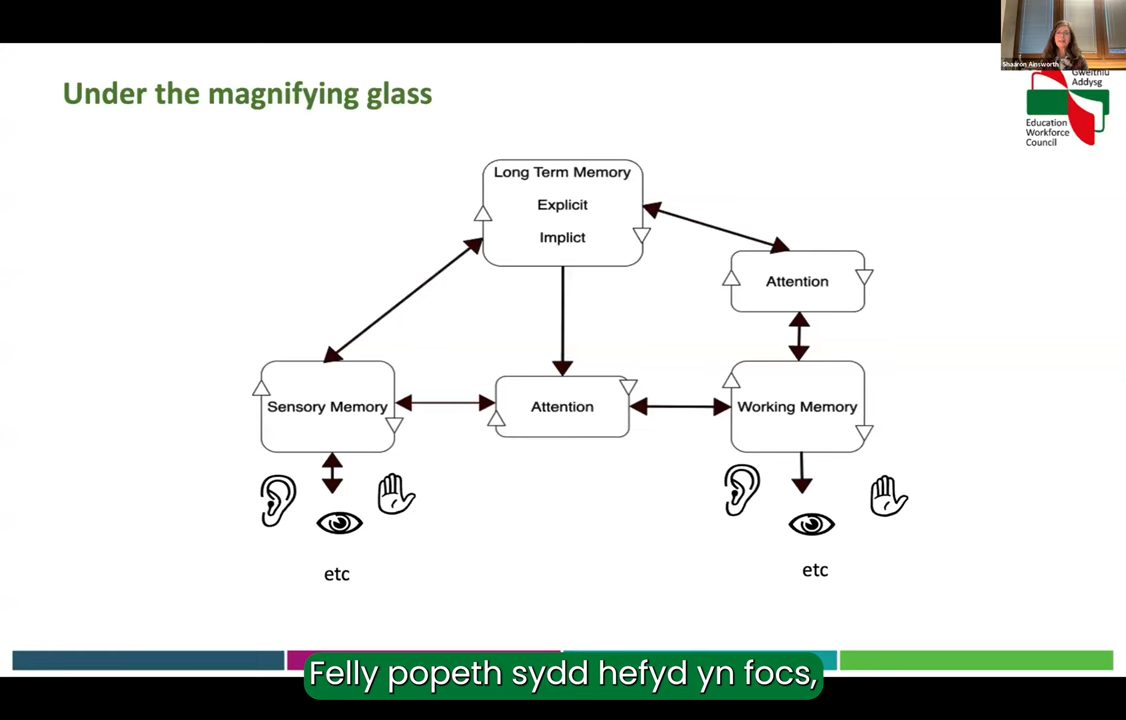 Shaaron Ainsworth
Under the magnifying glass
Gweithlu
Addysg
Education
Workforce
Council
Long Term Memory
Explicit
Implict
Attention
Sensory Memory
Attention
Working Memory
etc
etc
Felly popeth sydd hefyd yn focs,